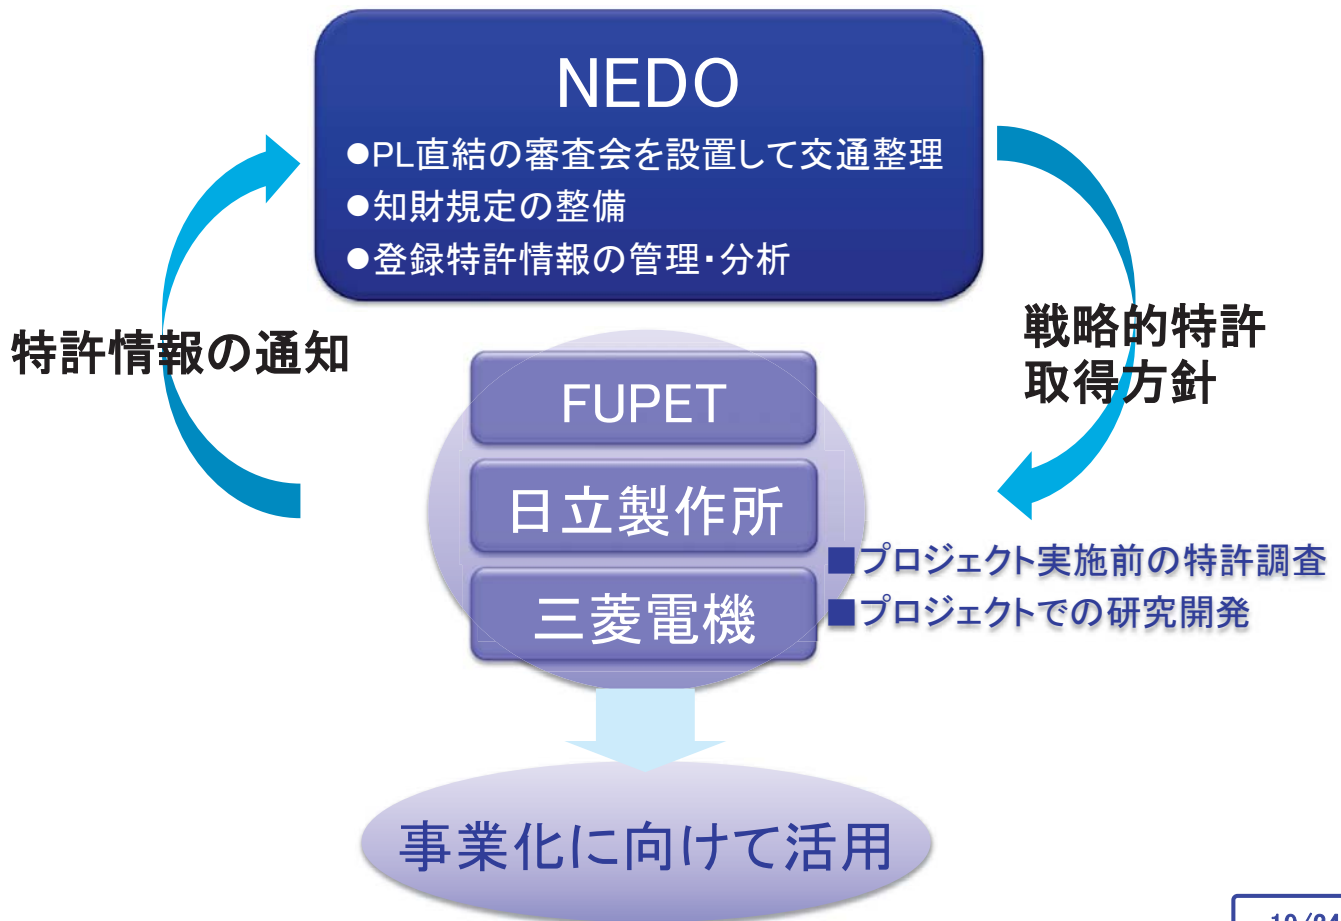 NEDO
●PL直結の審査会を設置して交通整理
●知財規定の整備
●登録特許情報の管理・分析
特許情報の通知
戦略的特許
取得方針
FUPET
日立製作所
三菱電機
■プロジェクト実施前の特許調査
■プロジェクトでの研究開発
事業化に向けて活用